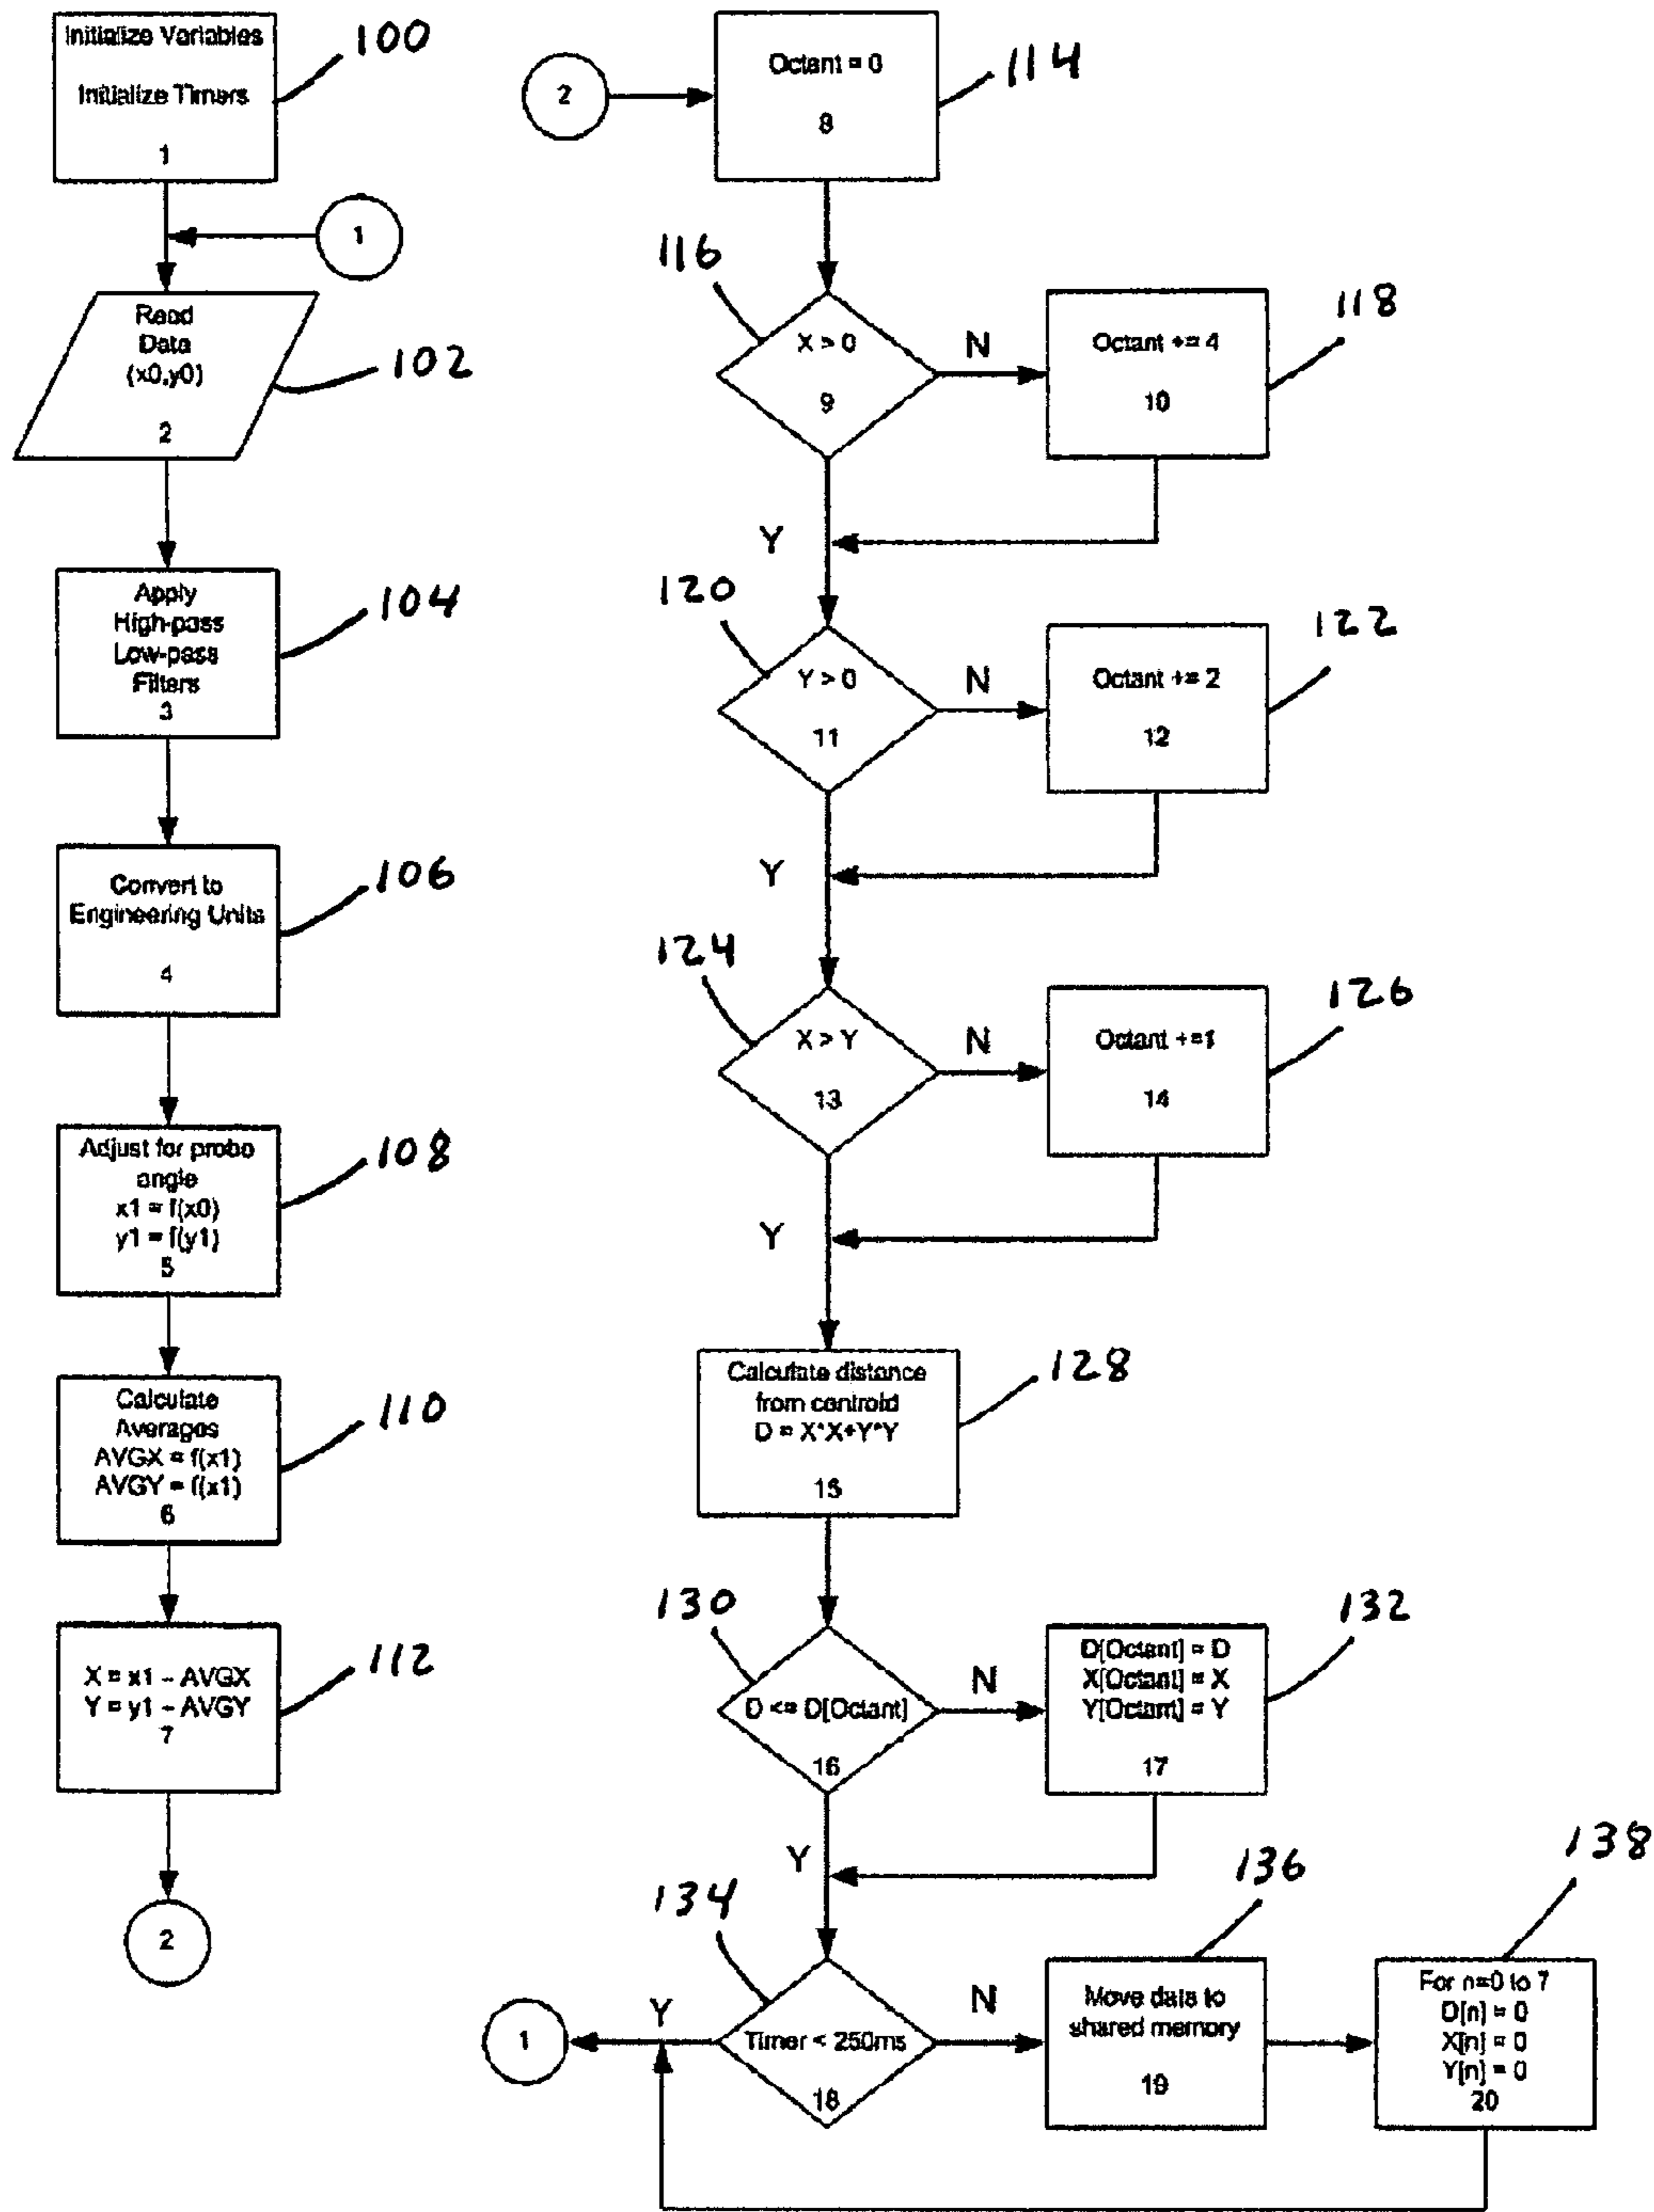 Initialize Variables
Initialize Timers
1
100
1
Read
Data
(x0,y0)
2
102
Apply
High-pass
Low-pass
Filters
3
104
Convert to
Engineering Units
4
106
Adjust for probe
angle
x1 = f(x0)
y1 = f(y1)
5
108
Calculate
Averages
AVGX = f(x1)
AVGY = f(x1)
6
110
X = x1 - AVGX
Y = y1 - AVGY
7
112
2
2
Octant = 0
8
114
116
X > 0
9
N
Octant += 4
10
118
Y
120
Y > 0
11
N
Octant += 2
12
122
Y
124
X > Y
13
N
Octant +=1
14
126
Y
Calculate distance
from centroid
D = X*X+Y*Y
15
128
130
D <= D[Octant]
16
N
D[Octant] = D
X[Octant] = X
Y[Octant] = Y
17
132
Y
134
1
Y
Timer < 250ms
18
N
Move data to
shared memory
19
136
For n=0 to 7
D[n] = 0
X[n] = 0
Y[n] = 0
20
138